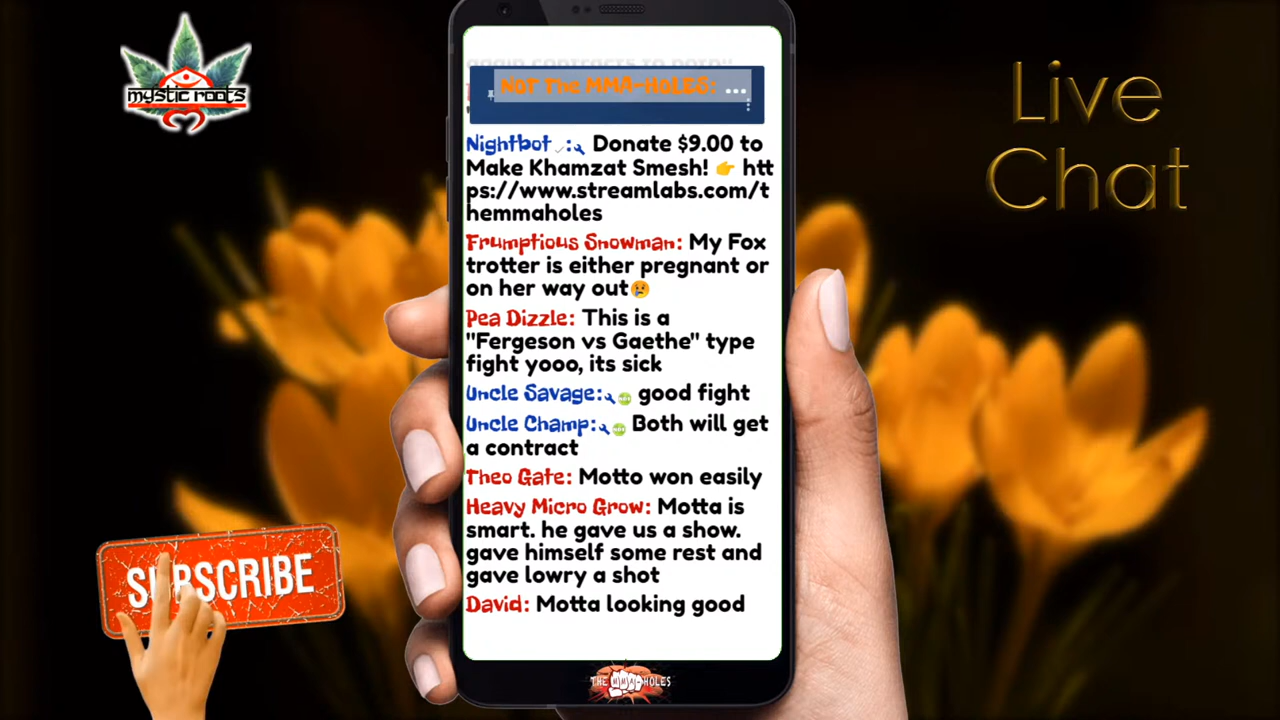 mystic roots
Live
Chat
again contracts to both"
NOT The MMA-HOLES: ...
Nightbot : Donate $9.00 to
Make Khamzat Smesh! 👉 htt
ps://www.streamlabs.com/t
hemmaholes
Frumptious Snowman: My Fox
trotter is either pregnant or
on her way out😢
Pea Dizzle: This is a
"Fergeson vs Gaethe" type
fight yooo, its sick
Uncle Savage: good fight
Uncle Champ: Both will get
a contract
Theo Gate: Motto won easily
Heavy Micro Grow: Motta is
smart. he gave us a show.
gave himself some rest and
gave lowry a shot
David: Motta looking good
SUBSCRIBE
THE MMA-HOLES